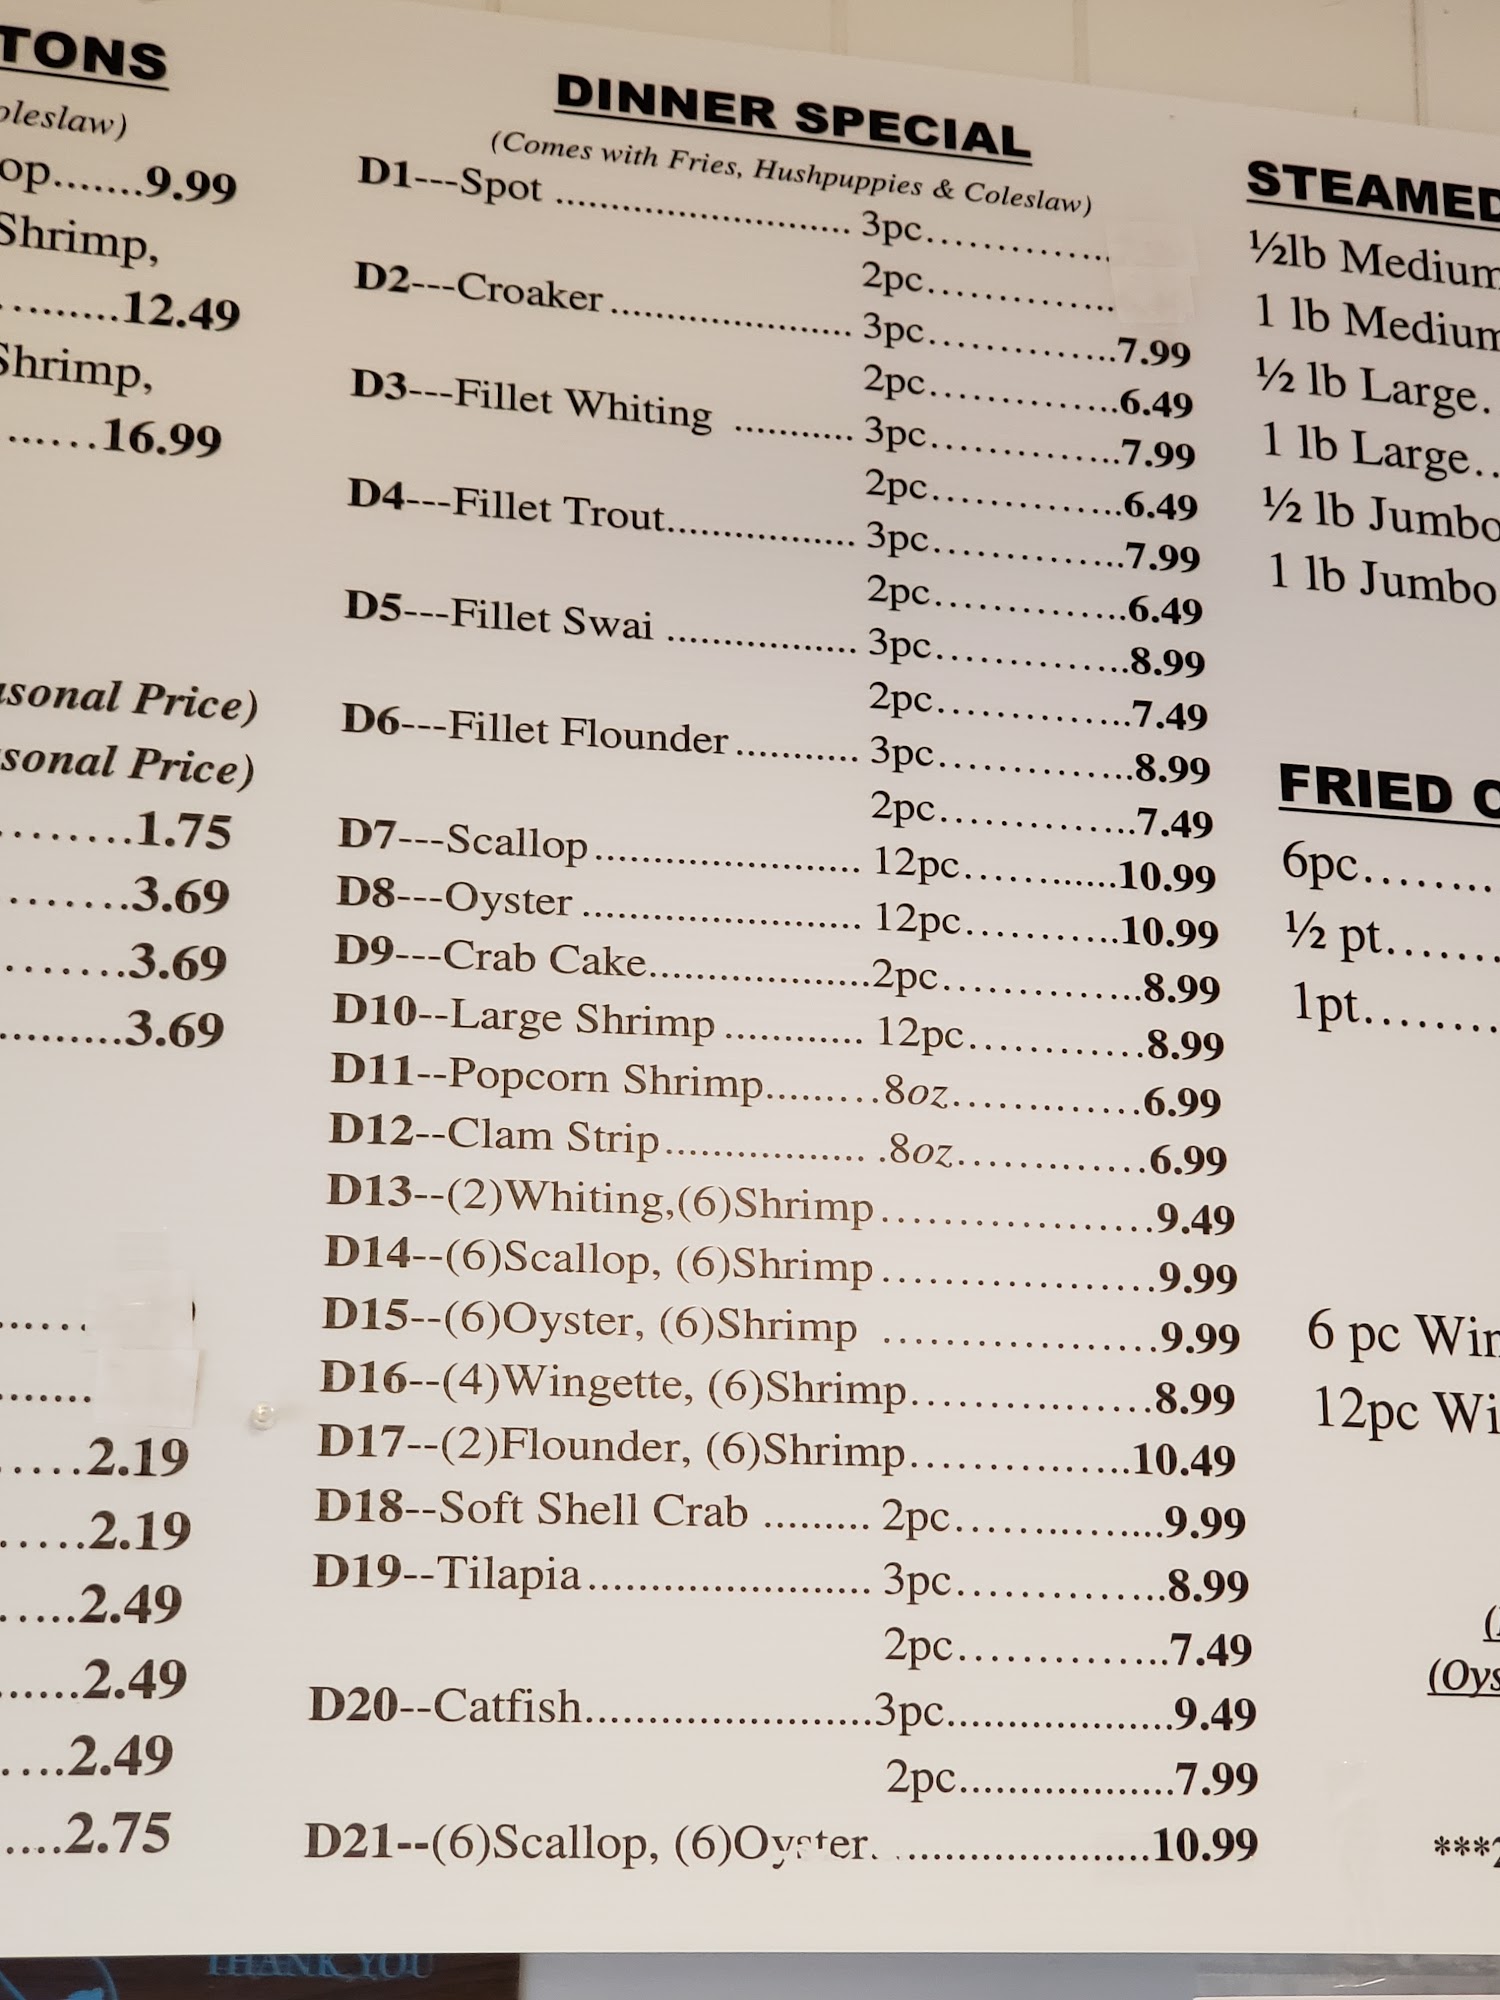 TONS
oleslaw)
op.......9.99
Shrimp,
.........12.49
Shrimp,
......16.99
asonal Price)
sonal Price)
........1.75
........3.69
........3.69
.........3.69
.....2.19
.....2.19
.....2.49
......2.49
....2.49
....2.75
DINNER SPECIAL
(Comes with Fries, Hushpuppies & Coleslaw)
D1---Spot ............................ 3pc..............
2pc..............
D2---Croaker....................... 3pc..............7.99
2pc..............6.49
D3---Fillet Whiting ........... 3pc..............7.99
2pc..............6.49
D4---Fillet Trout.................. 3pc..............7.99
2pc..............6.49
D5---Fillet Swai .................. 3pc..............8.99
2pc..............7.49
D6---Fillet Flounder........... 3pc..............8.99
2pc..............7.49
D7---Scallop......................... 12pc............10.99
D8---Oyster .......................... 12pc............10.99
D9---Crab Cake.....................2pc..............8.99
D10--Large Shrimp ............. 12pc............8.99
D11--Popcorn Shrimp.........8oz.............6.99
D12--Clam Strip................... .8oz.............6.99
D13--(2)Whiting,(6)Shrimp...................9.49
D14--(6)Scallop, (6)Shrimp...................9.99
D15--(6)Oyster, (6)Shrimp ...................9.99
D16--(4)Wingette, (6)Shrimp................8.99
D17--(2)Flounder, (6)Shrimp...............10.49
D18--Soft Shell Crab ......... 2pc..............9.99
D19--Tilapia......................... 3pc..............8.99
2pc..............7.49
D20--Catfish.........................3pc...................9.49
2pc...................7.99
D21--(6)Scallop, (6)Oyster. .....................10.99
STEAMED
½lb Medium
1 lb Medium
½ lb Large.
1 lb Large..
½ lb Jumbo
1 lb Jumbo
FRIED
6pc........
½ pt.......
1pt........
6 pc Win
12pc Wi
(Oys
***
THANK YOU